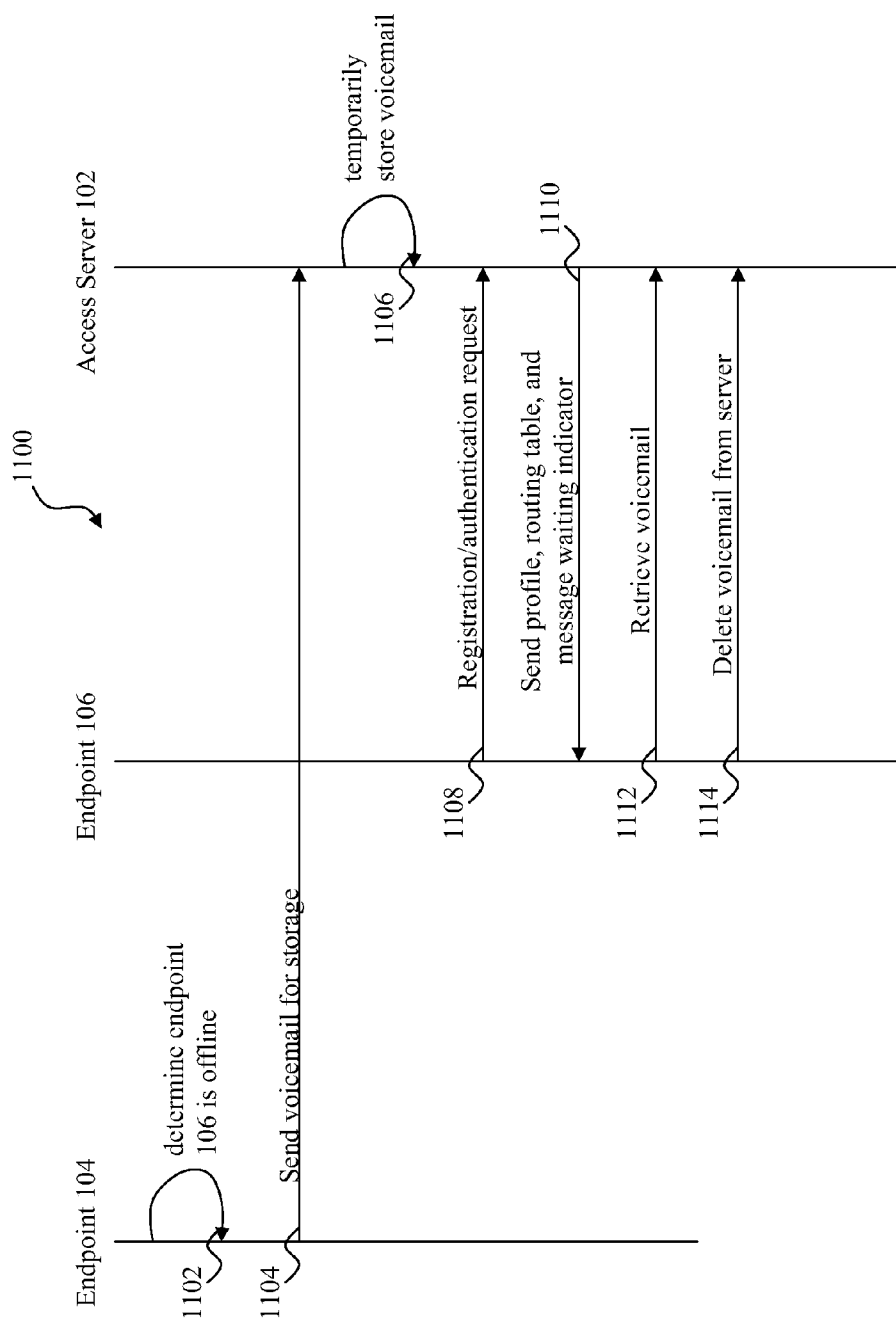 1100
Endpoint 104
Endpoint 106
Access Server 102
determine endpoint
106 is offline
1102
Send voicemail for storage
1104
temporarily
store voicemail
1106
Registration/authentication request
1108
Send profile, routing table, and
message waiting indicator
1110
Retrieve voicemail
1112
Delete voicemail from server
1114